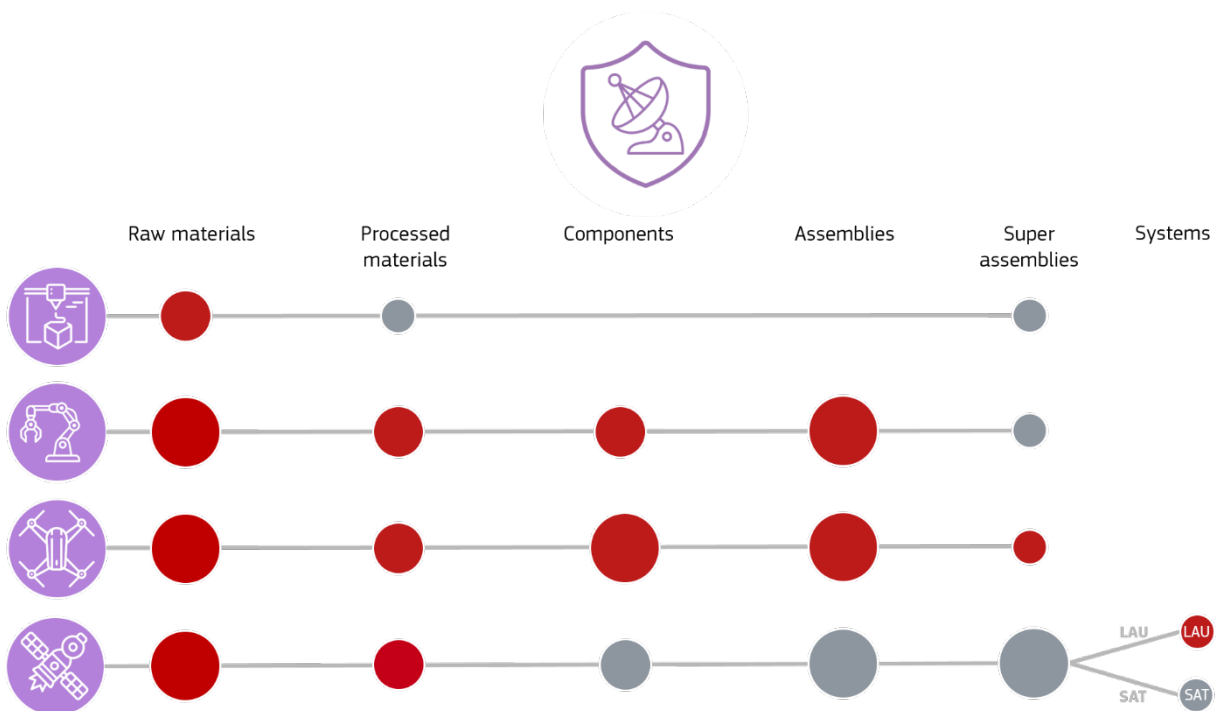 Raw materials
Processed
materials
Components
Assemblies
Super
assemblies
Systems
LAU
LAU
SAT
SAT